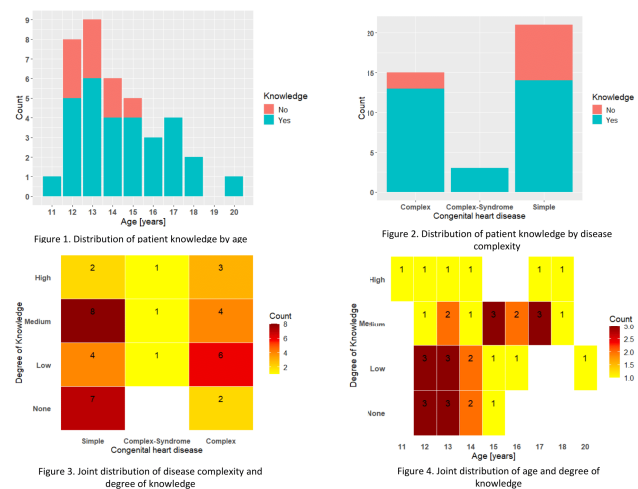 9
8
7
6
5
4
3
2
1
0
Count
11 12 13 14 15 16 17 18 19 20
Age [years]
Knowledge
No
Yes
Figure 1. Distribution of patient knowledge by age
20
15
10
5
0
Count
Complex Complex-Syndrome Simple
Congenital heart disease
Knowledge
No
Yes
Figure 2. Distribution of patient knowledge by disease
complexity
Degree of Knowledge
High 2 1 3
Medium 8 1 4
Low 4 1 6
None 7 2
Simple Complex-Syndrome Complex
Congenital heart disease
Count
8
6
4
2
Figure 3. Joint distribution of disease complexity and
degree of knowledge
Degree of Knowledge
High 1 1 1 1 1 1
Medium 1 2 1 3 2 3 1
Low 3 3 2 1 1 1
None 3 3 2 1
11 12 13 14 15 16 17 18 20
Age [years]
Count
3.0
2.5
2.0
1.5
1.0
Figure 4. Joint distribution of age and degree of
knowledge